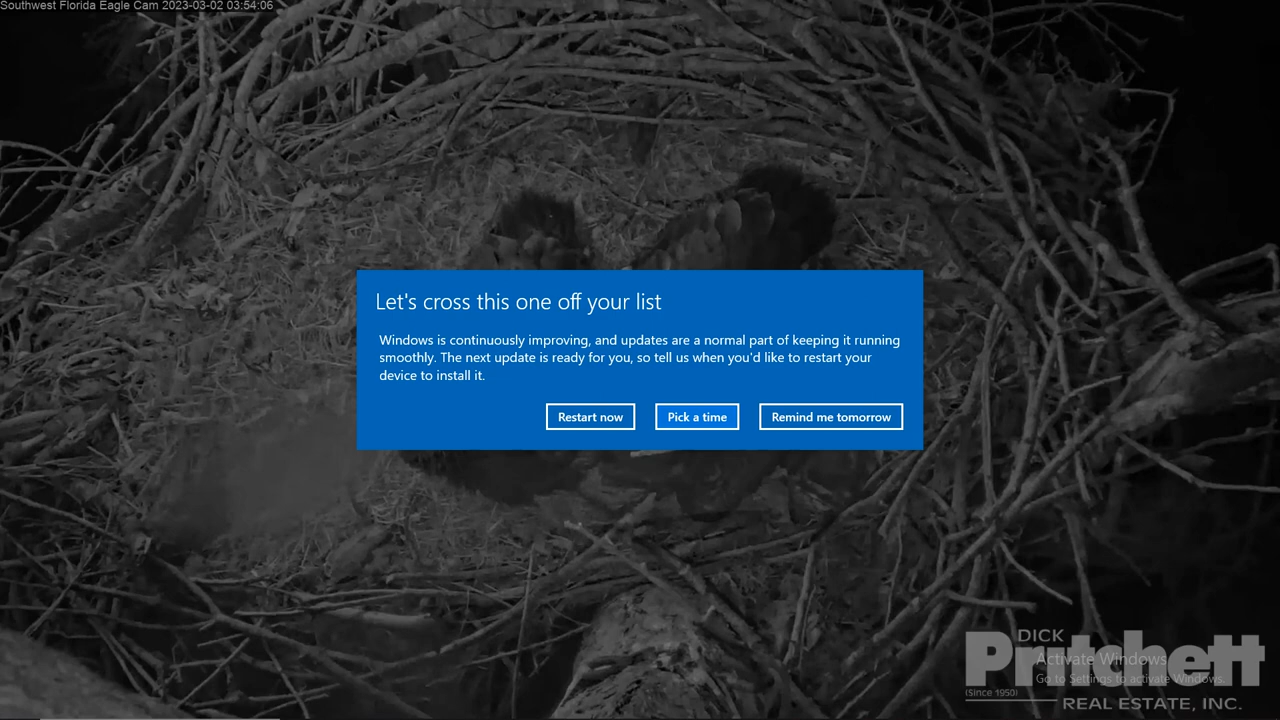 Southwest Florida Eagle Cam 2023-03-02 03:54:06
Let's cross this one off your list
Windows is continuously improving, and updates are a normal part of keeping it running
smoothly. The next update is ready for you, so tell us when you'd like to restart your
device to install it.
Restart now
Pick a time
Remind me tomorrow
DICK
Pritchett
Activate Windows
Go to Settings to activate Windows.
(Since 1950)
REAL ESTATE, INC.